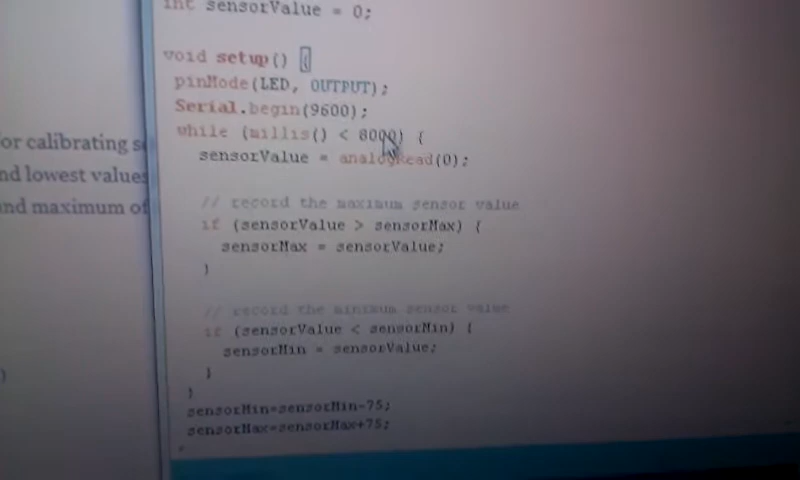 int sensorValue = 0;
void setup() {
pinMode(LED, OUTPUT);
Serial.begin(9600);
while (millis() < 8000) {
sensorValue = analogRead(0);
// record the maximum sensor value
if (sensorValue > sensorMax) {
sensorMax = sensorValue;
}
// record the minimum sensor value
if (sensorValue < sensorMin) {
sensorMin = sensorValue;
}
}
sensorMin=sensorMin-75;
sensorMax=sensorMax+75;
or calibrating
nd lowest values
and maximum of
)